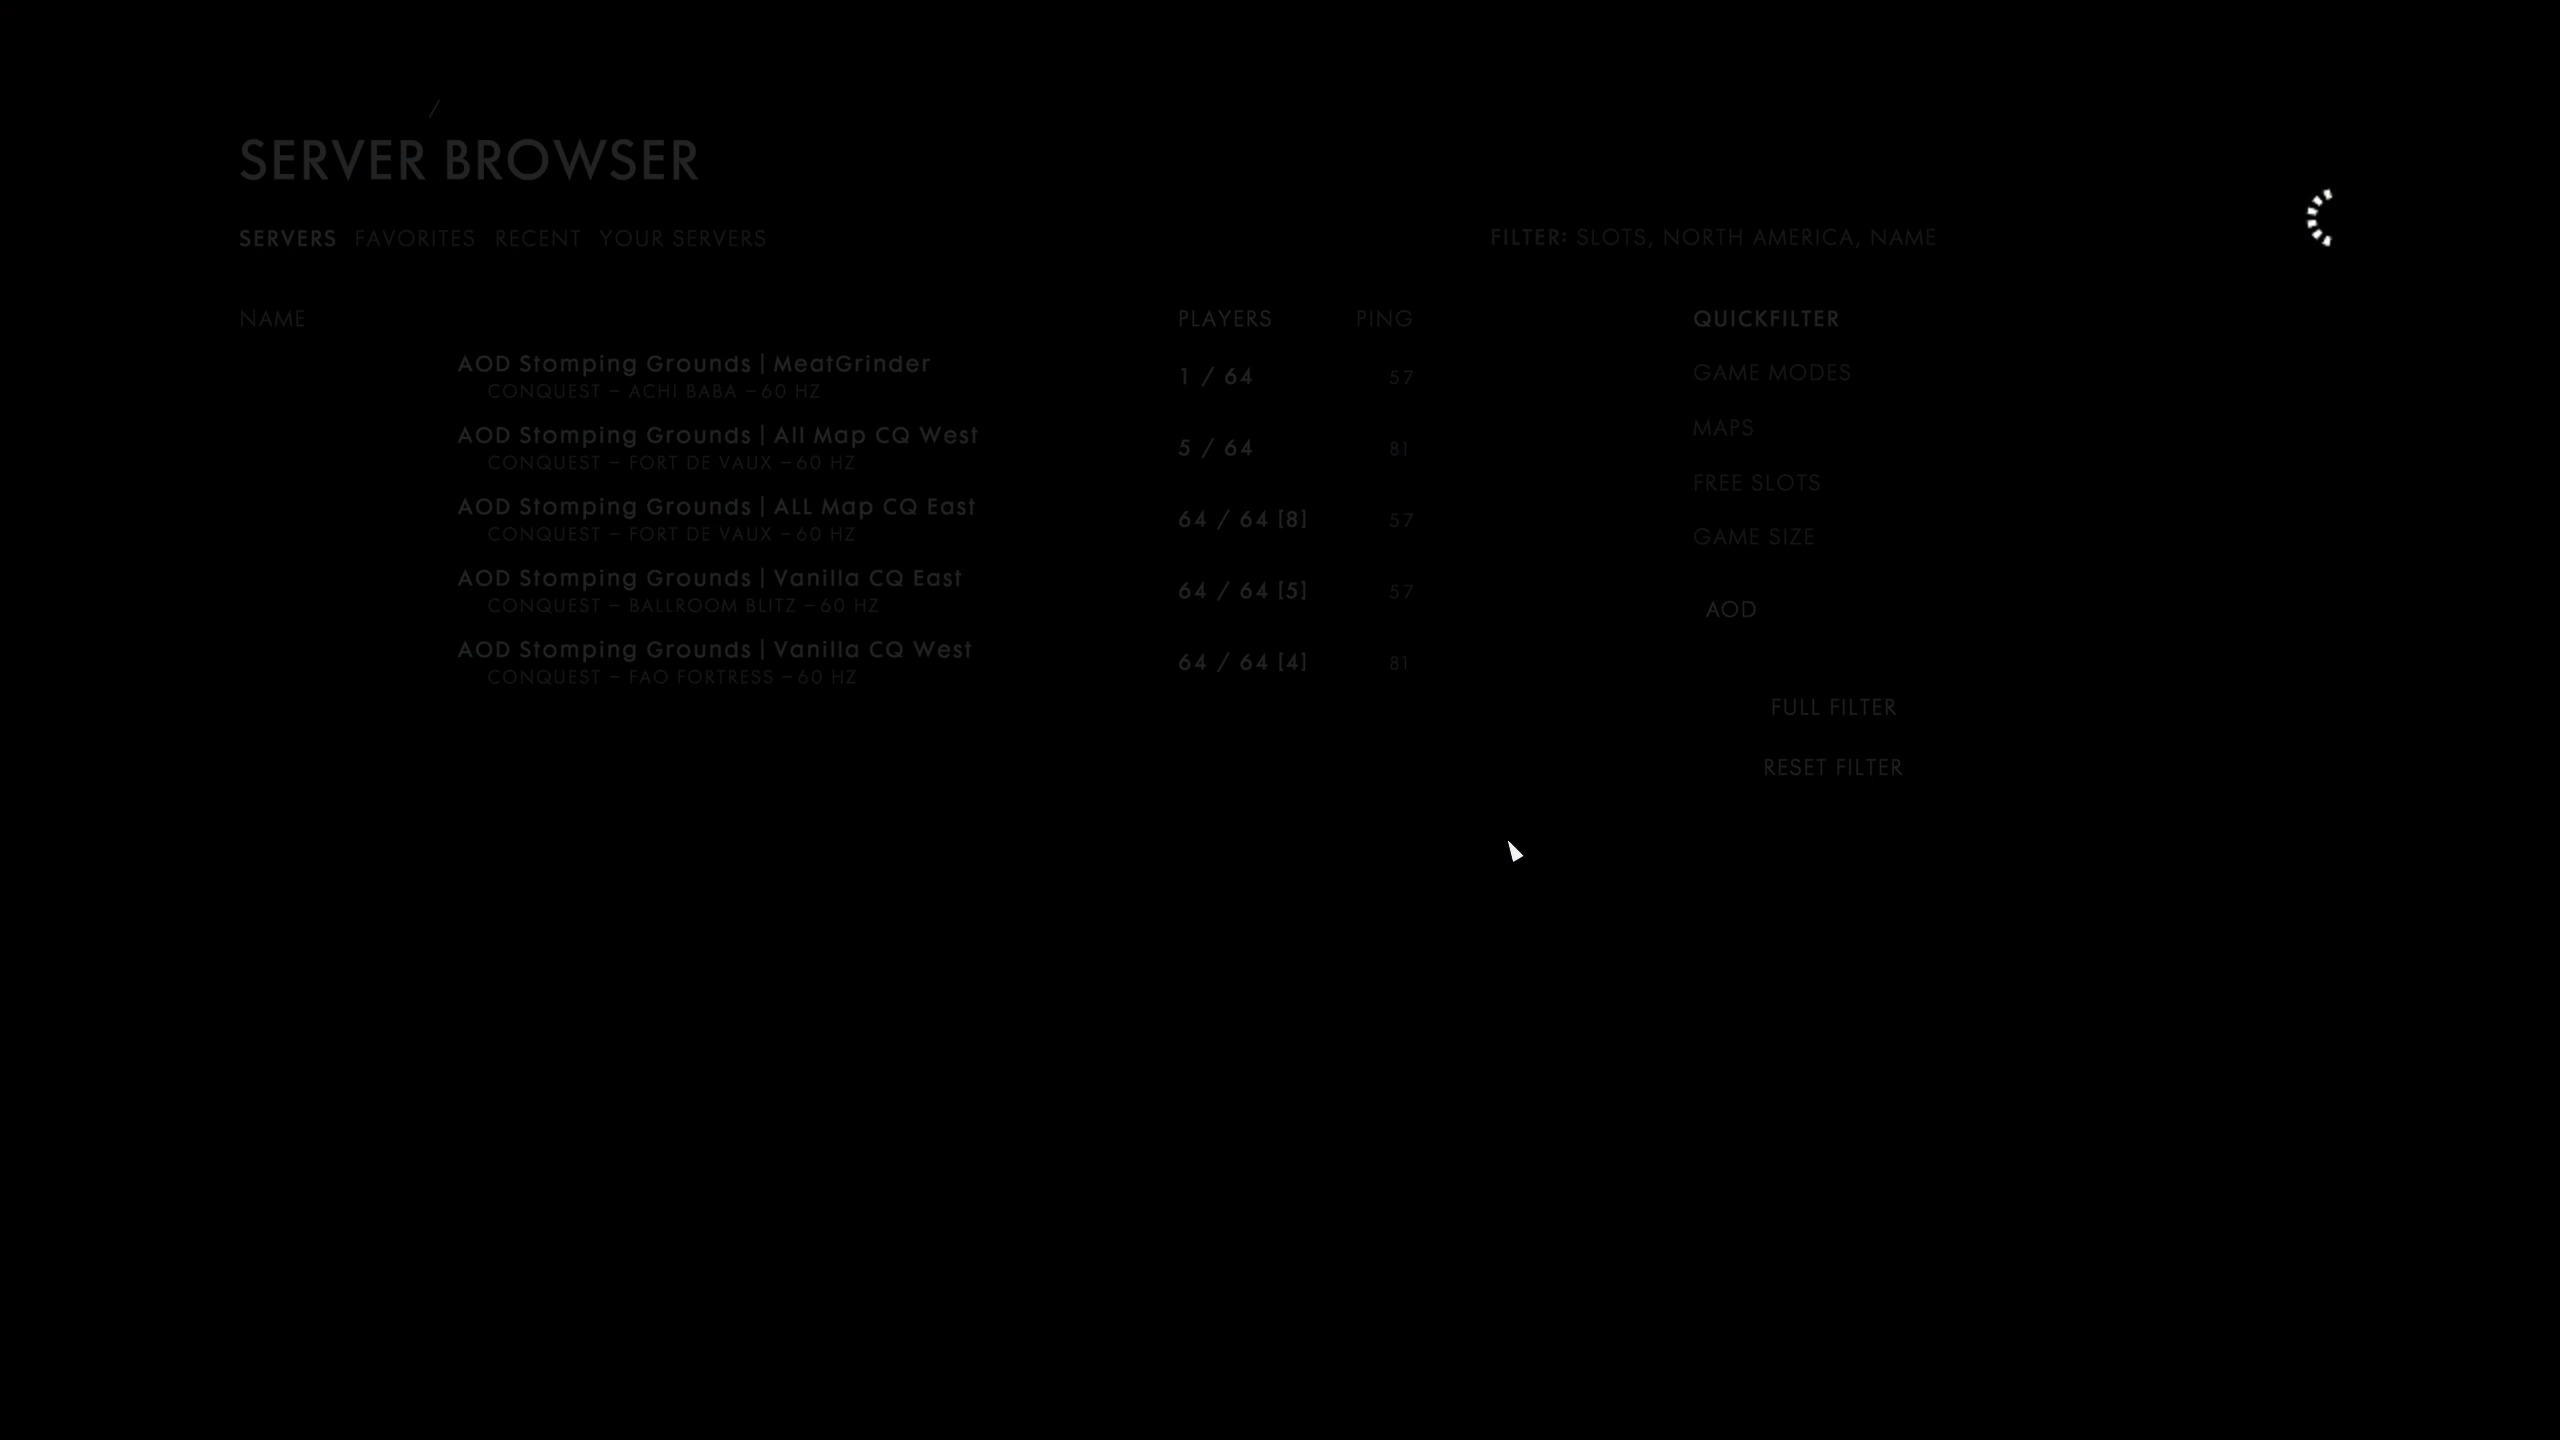 /
SERVER BROWSER
SERVERS FAVORITES RECENT YOUR SERVERS
FILTER: SLOTS, NORTH AMERICA, NAME
NAME PLAYERS PING
AOD Stomping Grounds | MeatGrinder
CONQUEST – ACHI BABA – 60 HZ
1 / 64 57
AOD Stomping Grounds | All Map CQ West
CONQUEST – FORT DE VAUX – 60 HZ
5 / 64 81
AOD Stomping Grounds | ALL Map CQ East
CONQUEST – FORT DE VAUX – 60 HZ
64 / 64 [8] 57
AOD Stomping Grounds | Vanilla CQ East
CONQUEST – BALLROOM BLITZ – 60 HZ
64 / 64 [5] 57
AOD Stomping Grounds | Vanilla CQ West
CONQUEST – FAO FORTRESS – 60 HZ
64 / 64 [4] 81
QUICKFILTER
GAME MODES
MAPS
FREE SLOTS
GAME SIZE
AOD
FULL FILTER
RESET FILTER